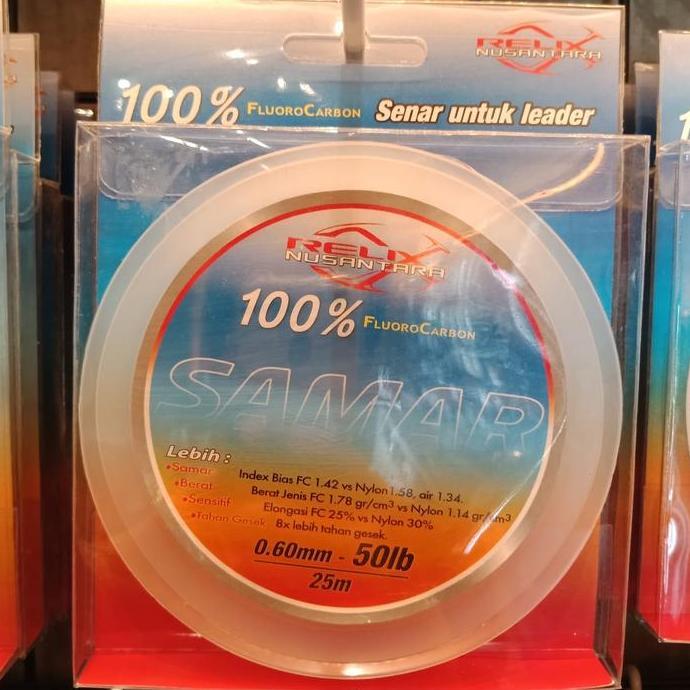 RELIX
NUSANTARA
100% FLUOROCARBON Senar untuk leader
RELIX
NUSANTARA
100% FLUOROCARBON
SAMAR
Lebih :
•Samar Index Bias FC 1.42 vs Nylon 1.58, air 1.34.
•Berat Berat Jenis FC 1.78 gr/cm³ vs Nylon 1.14 gr/cm³
•Sensitif Elongasi FC 25% vs Nylon 30%
•Tahan Gesek 8x lebih tahan gesek.
0.60mm - 50lb
25m
1